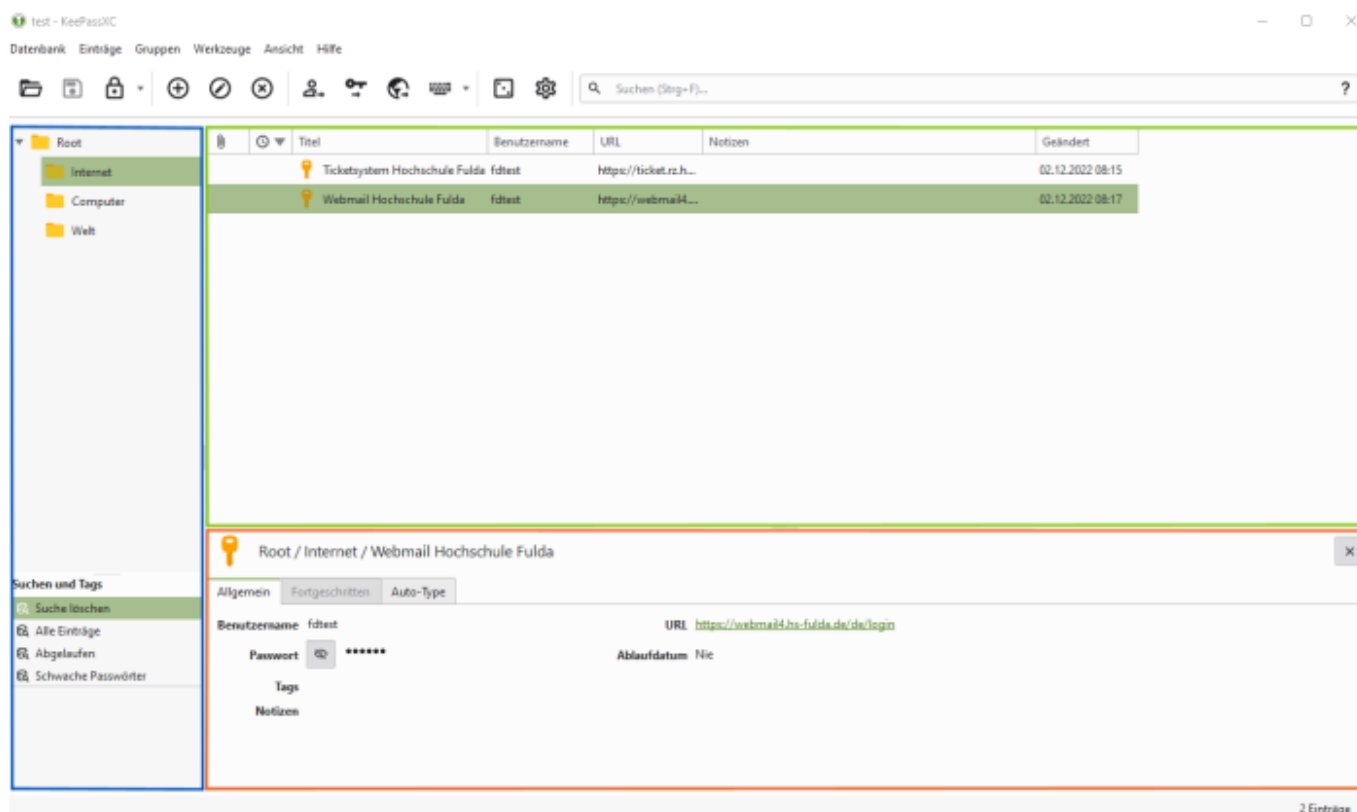 test - KeePassXC
Datenbank Einträge Gruppen Werkzeuge Ansicht Hilfe
Suchen (Strg+F)... ?
Root
Internet
Computer
Welt
Titel Benutzername URL Notizen Geändert
Ticketsystem Hochschule Fulda fdtest https://ticket.rz.h... 02.12.2022 08:15
Webmail Hochschule Fulda fdtest https://webmail4.... 02.12.2022 08:17
Suchen und Tags
Suche löschen
Alle Einträge
Abgelaufen
Schwache Passwörter
Root / Internet / Webmail Hochschule Fulda
Allgemein Fortgeschritten Auto-Type
Benutzername fdtest URL https://webmail4.hs-fulda.de/de/login
Passwort •••••• Ablaufdatum Nie
Tags
Notizen
2 Einträge